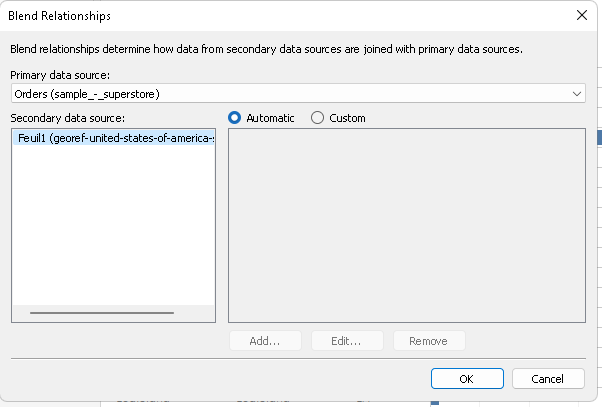 Blend Relationships
Blend relationships determine how data from secondary data sources are joined with primary data sources.
Primary data source:
Orders (sample_-_superstore)
Secondary data source:
Automatic
Custom
Feuil1 (georef-united-states-of-america-s
Add...
Edit...
Remove
OK
Cancel